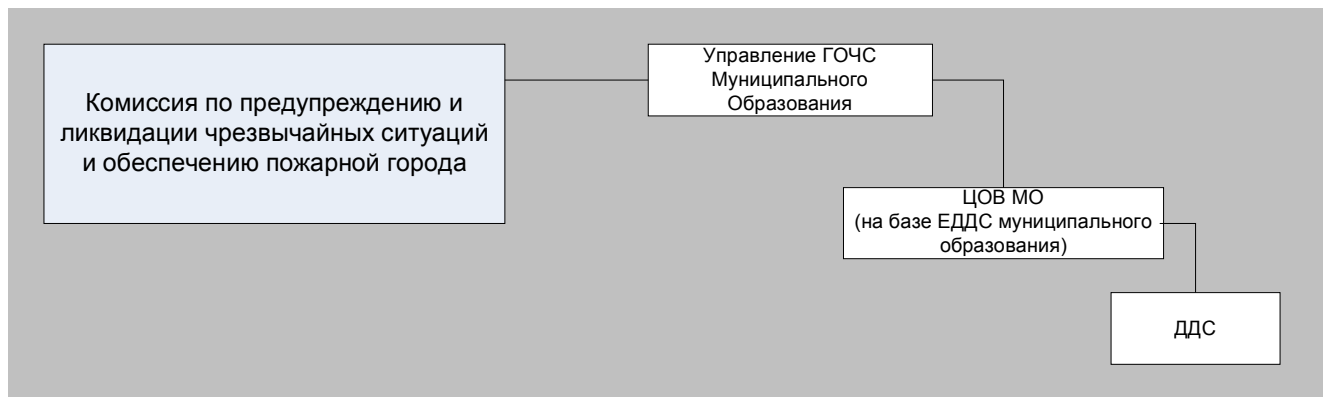 Комиссия по предупреждению и
ликвидации чрезвычайных ситуаций
и обеспечению пожарной города
Управление ГОЧС
Муниципального
Образования
ЦОВ МО
(на базе ЕДДС муниципального
образования)
ДДС